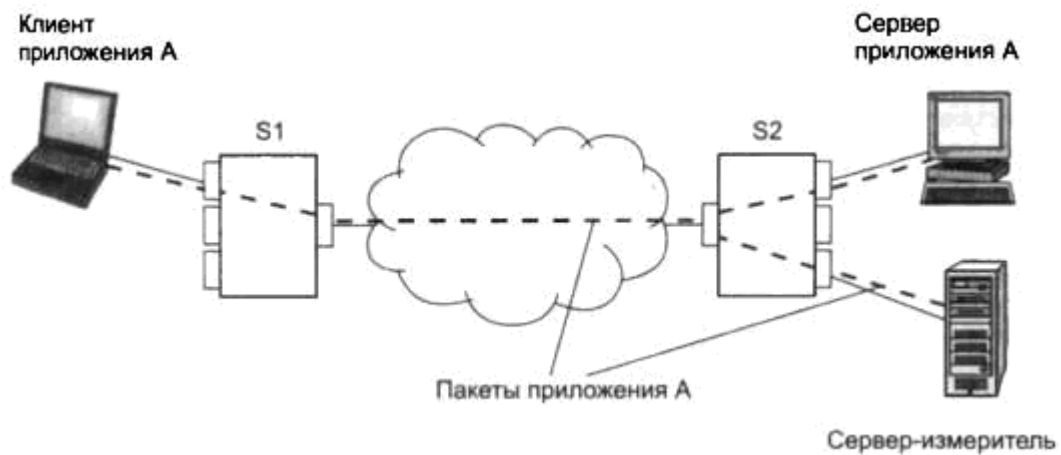 Клиент
приложения А
Сервер
приложения А
S1
S2
Пакеты приложения А
Сервер-измеритель